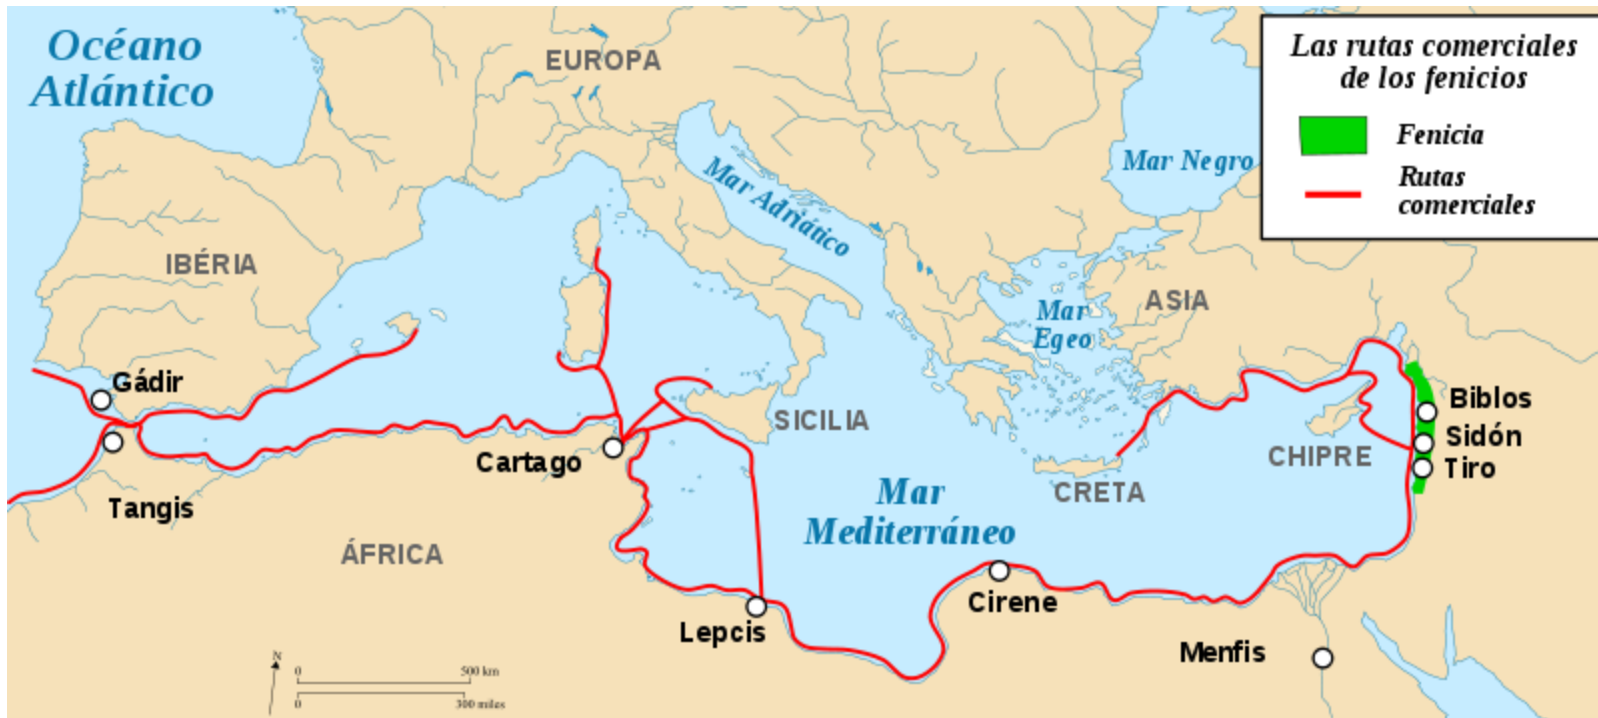 Océano
Atlántico
EUROPA
Las rutas comerciales
de los fenicios
Fenicia
Rutas
comerciales
Mar Negro
Mar Adriático
IBÉRIA
ASIA
Mar
Egeo
Gádir
Biblos
SICILIA
Sidón
CHIPRE
Cartago
Tiro
CRETA
Mar
Mediterráneo
Tangis
ÁFRICA
Cirene
Lepcis
Menfis
N
0 500 km
0 300 miles